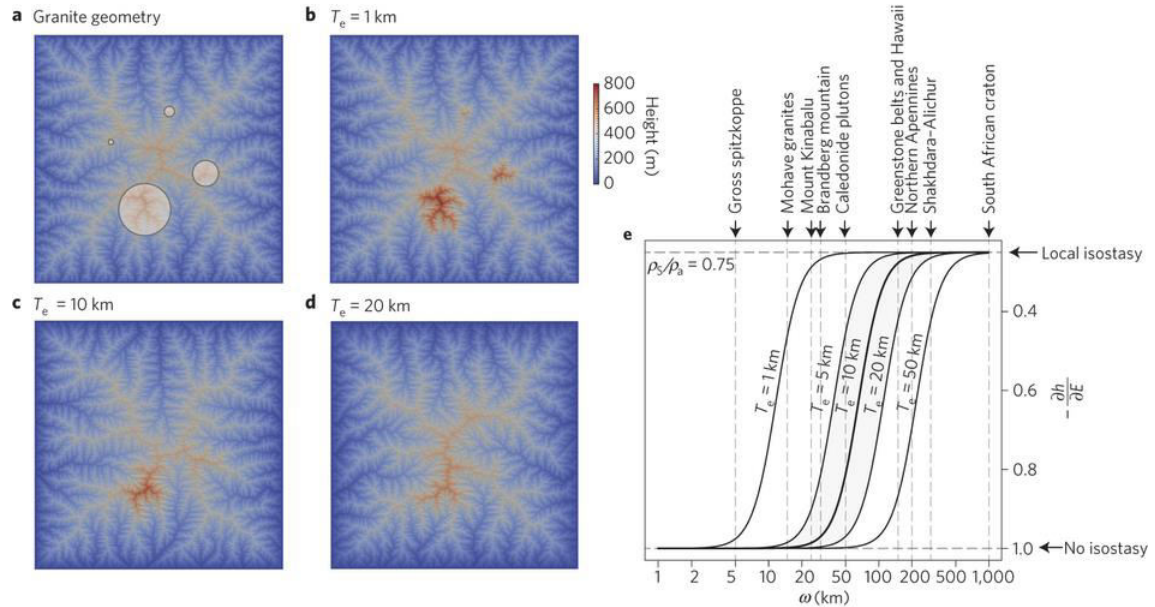 a Granite geometry
b Te = 1 km
800
600
400
200
0
Height (m)
c Te = 10 km
d Te = 20 km
Gross spitzkoppe
Mohave granites
Mount Kinabalu
Brandberg mountain
Caledonide plutons
Greenstone belts and Hawaii
Northern Apennines
Shakhdara–Alichur
South African craton
e
ρS/ρa = 0.75
Local isostasy
Te = 1 km
Te = 5 km
Te = 10 km
Te = 20 km
Te = 50 km
0.4
0.6
0.8
1.0
− ∂h/∂E
No isostasy
1 2 5 10 20 50 100 200 500 1,000
ω (km)